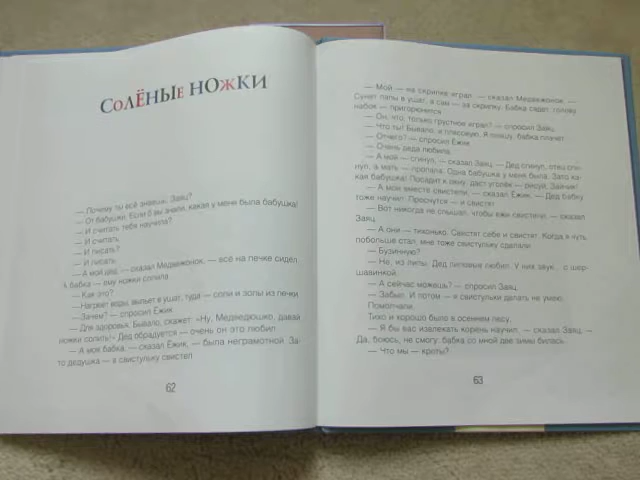 СОЛЁНЫЕ НОЖКИ
— Почему ты всё знаешь, Заяц?
— От бабушки. Если б вы знали, какая у меня была бабушка!
— И считать тебя научила?
— И считать.
— И писать?
— И писать.
— А мой дед, — сказал Медвежонок, — всё на печке сидел.
А бабка — ему ножки солила.
— Как это?
— Нагреет воды, выльет в ушат, туда — соли и золы из печки.
— Зачем? — спросил Ёжик.
— Для здоровья. Бывало, скажет: «Ну, Медведюшко, давай
ножки солить!» Дед обрадуется — очень он это любил.
— А моя бабка, — сказал Ёжик, — была неграмотной. За-
то дедушка — в свистульку свистел.
62
— Мой — на скрипке играл, — сказал Медвежонок. —
Сунет лапы в ушат, а сам — за скрипку. Бабка сядет, голову
набок — пригорюнится.
— Он, что, только грустное играл? — спросил Заяц.
— Что ты! Бывало, и плясовую. Я пляшу, бабка плачет.
— Отчего? — спросил Ёжик.
— Очень деда любила.
— А мой — сгинул, — сказал Заяц. — Дед сгинул, отец сги-
нул, а мать — пропала. Одна бабушка у меня была. Зато ка-
кая бабушка! Посадит к окну, даст уголёк — рисуй, Зайчик!
— А мои вместе свистели, — сказал Ёжик. — Дед бабку
тоже научил. Проснутся — и свистят.
— Вот никогда не слышал, чтобы ежи свистели, — сказал
Заяц.
— А они — тихонько. Свистят себе и свистят. Когда я чуть
побольше стал, мне тоже свистульку сделали.
— Бузинную?
— Не, из липы. Дед липовые любил. У них звук... с шер-
шавинкой.
— А сейчас можешь? — спросил Заяц.
— Забыл. И потом — я свистульки делать не умею.
Помолчали.
Тихо и хорошо было в осеннем лесу.
— Я бы вас извлекать корень научил, — сказал Заяц. —
Да, боюсь, не смогу: бабка со мной две зимы билась.
— Что мы — кроты?
63